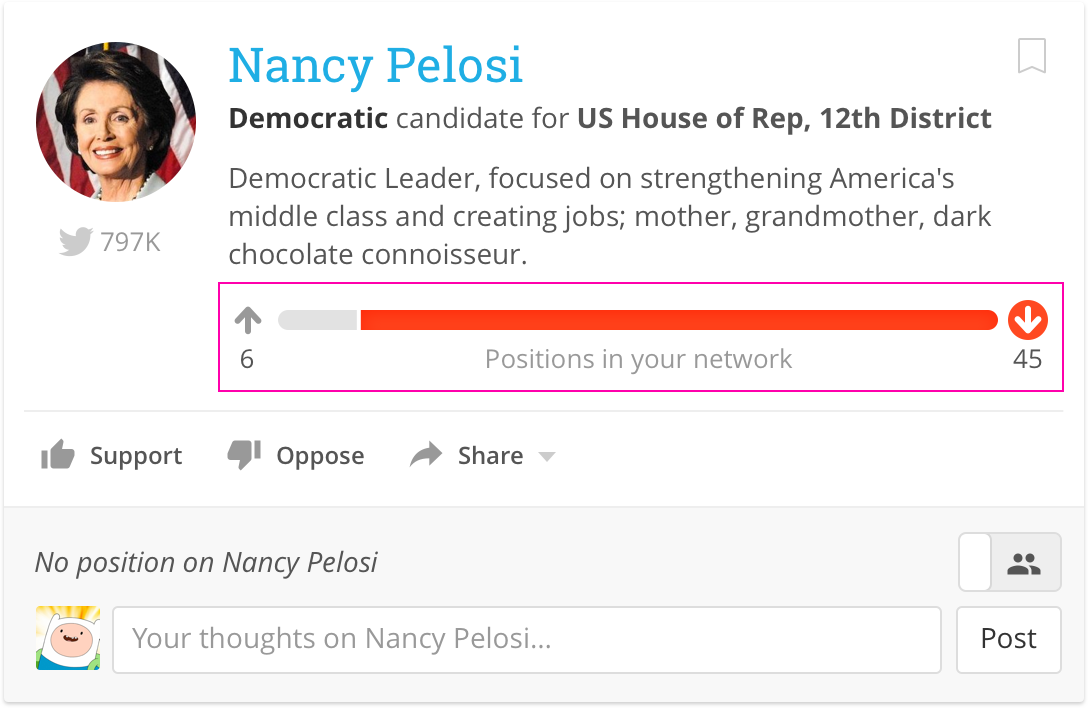 Nancy Pelosi
Democratic candidate for US House of Rep, 12th District
Democratic Leader, focused on strengthening America's
middle class and creating jobs; mother, grandmother, dark
chocolate connoisseur.
797K
6 Positions in your network 45
Support Oppose Share
No position on Nancy Pelosi
Your thoughts on Nancy Pelosi...
Post